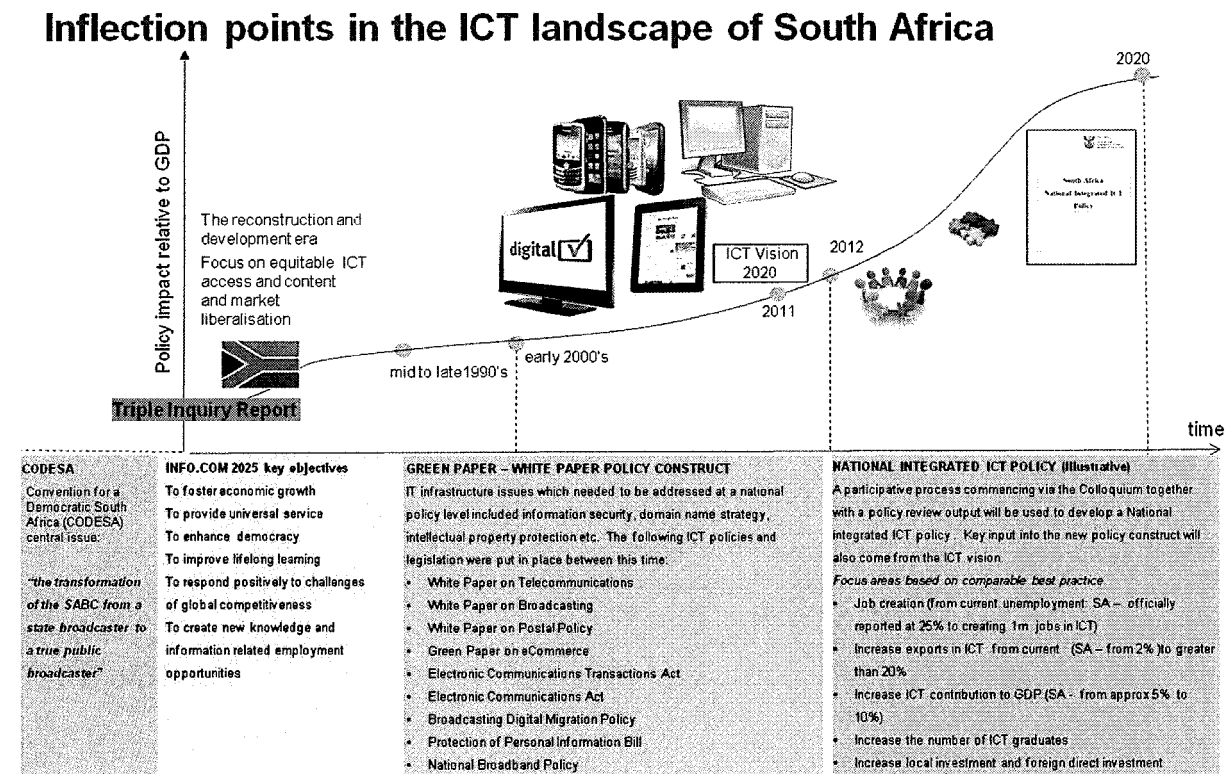 Inflection points in the ICT landscape of South Africa
Policy impact relative to GDP
The reconstruction and
development era
Focus on equitable ICT
access and content
and market
liberalisation
Triple Inquiry Report
mid to late1990's
early 2000's
digital
ICT Vision
2020
2011
2012
2020
South Africa
National Integrated ICT
Policy
time
CODESA
Convention for a
Democratic South
Africa (CODESA)
central issue:
"the transformation
of the SABC from a
state broadcaster to
a true public
broadcaster"
INFO.COM 2025 key objectives
To foster economic growth
To provide universal service
To enhance democracy
To improve lifelong learning
To respond positively to challenges
of global competitiveness
To create new knowledge and
information related employment
opportunities
GREEN PAPER – WHITE PAPER POLICY CONSTRUCT
IT infrastructure issues which needed to be addressed at a national
policy level included information security, domain name strategy,
intellectual property protection etc. The following ICT policies and
legislation were put in place between this time:
• White Paper on Telecommunications
• White Paper on Broadcasting
• White Paper on Postal Policy
• Green Paper on eCommerce
• Electronic Communications Transactions Act
• Electronic Communications Act
• Broadcasting Digital Migration Policy
• Protection of Personal Information Bill
• National Broadband Policy
NATIONAL INTEGRATED ICT POLICY (Illustrative)
A participative process commencing via the Colloquium together
with a policy review output will be used to develop a National
integrated ICT policy . Key input into the new policy construct will
also come from the ICT vision
Focus areas based on comparable best practice
• Job creation (from current unemployment: SA – officially
reported at 25% to creating 1m jobs in ICT)
• Increase exports in ICT from current (SA – from 2% )to greater
than 20%
• Increase ICT contribution to GDP (SA - from approx 5% to
10%)
• Increase the number of ICT graduates
• Increase local investment and foreign direct investment